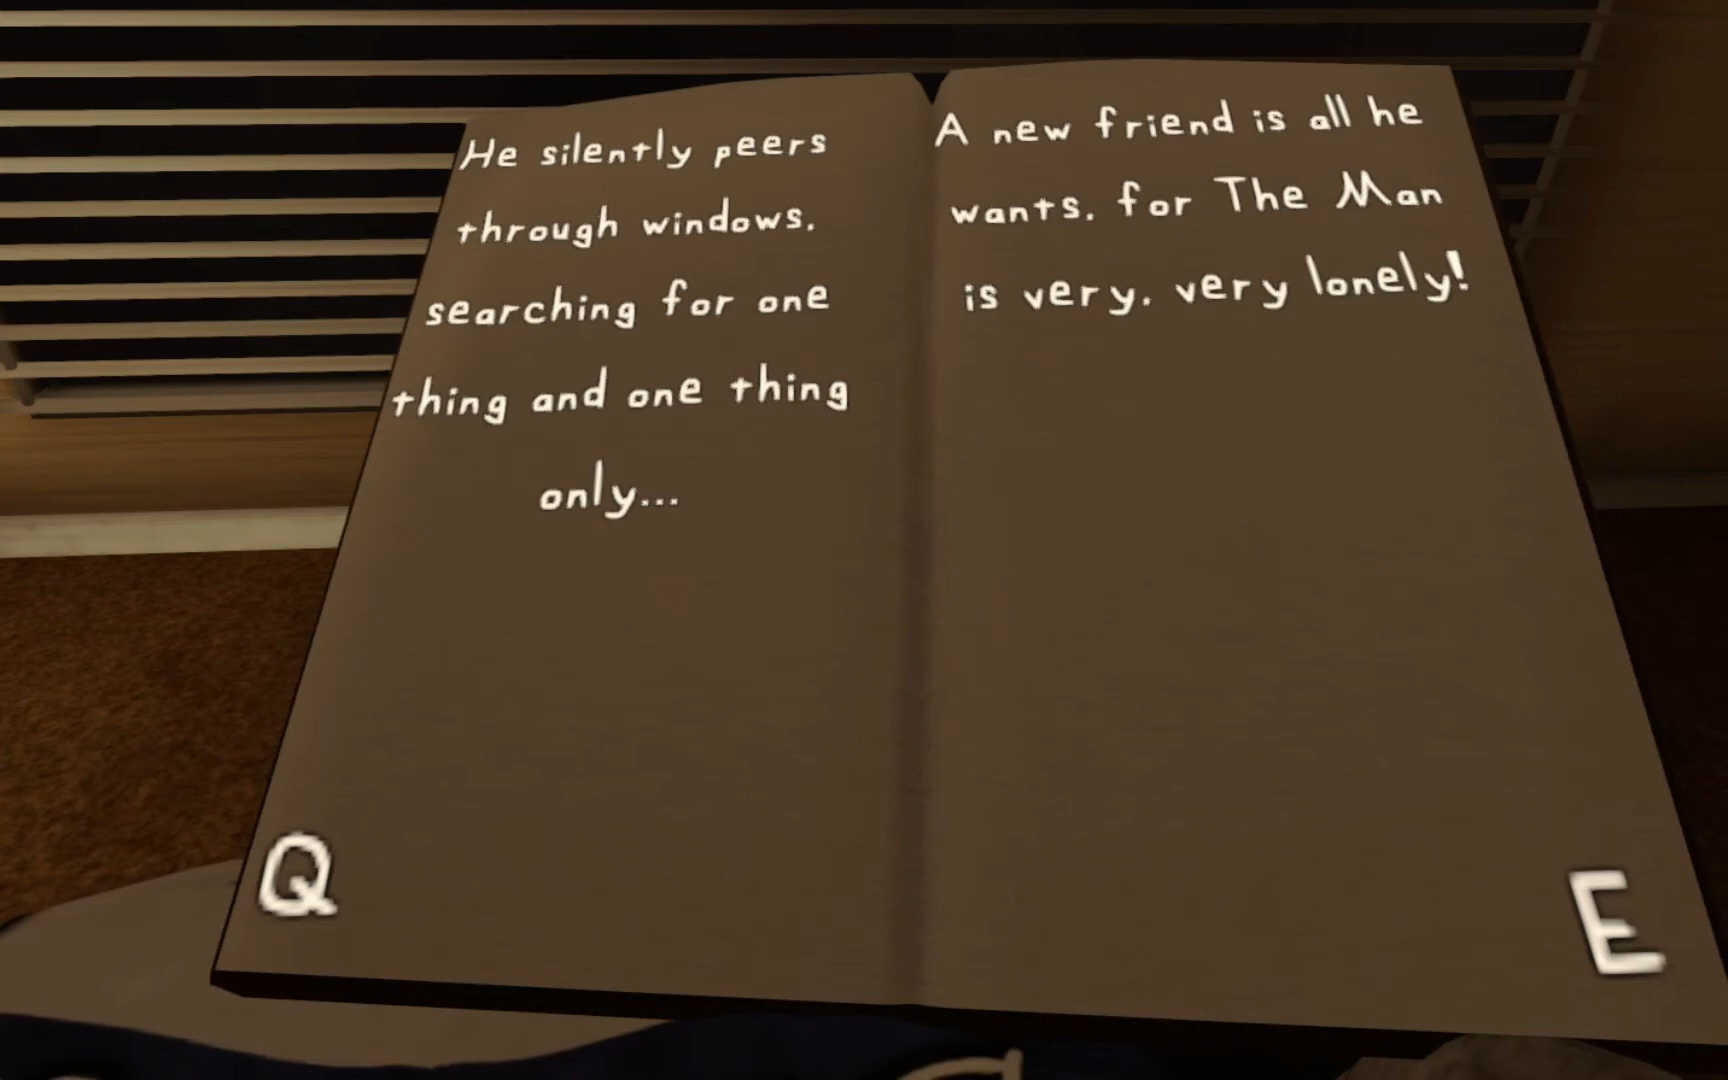 He silently peers
through windows,
searching for one
thing and one thing
only...
A new friend is all he
wants, for The Man
is very, very lonely!
Q
E